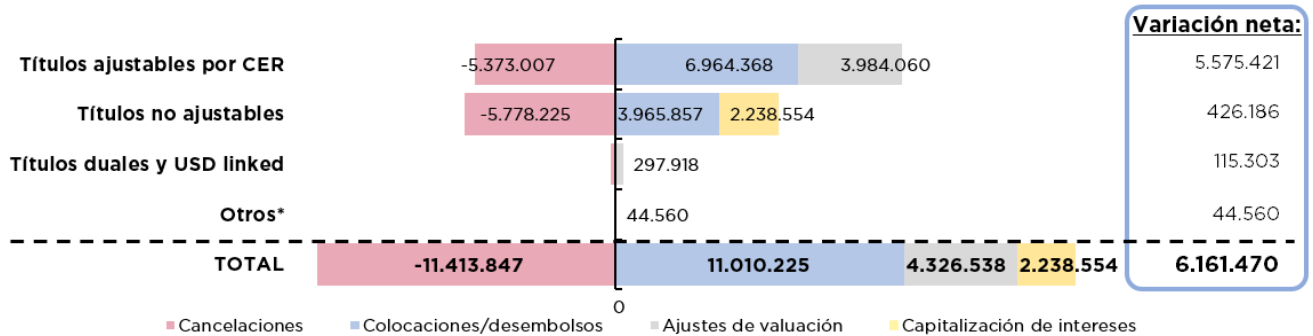 Variación neta:
Títulos ajustables por CER -5.373.007 6.964.368 3.984.060 5.575.421
Títulos no ajustables -5.778.225 3.965.857 2.238.554 426.186
Títulos duales y USD linked 297.918 115.303
Otros* 44.560 44.560
TOTAL -11.413.847 11.010.225 4.326.538 2.238.554 6.161.470
0
Cancelaciones Colocaciones/desembolsos Ajustes de valuación Capitalización de intereses